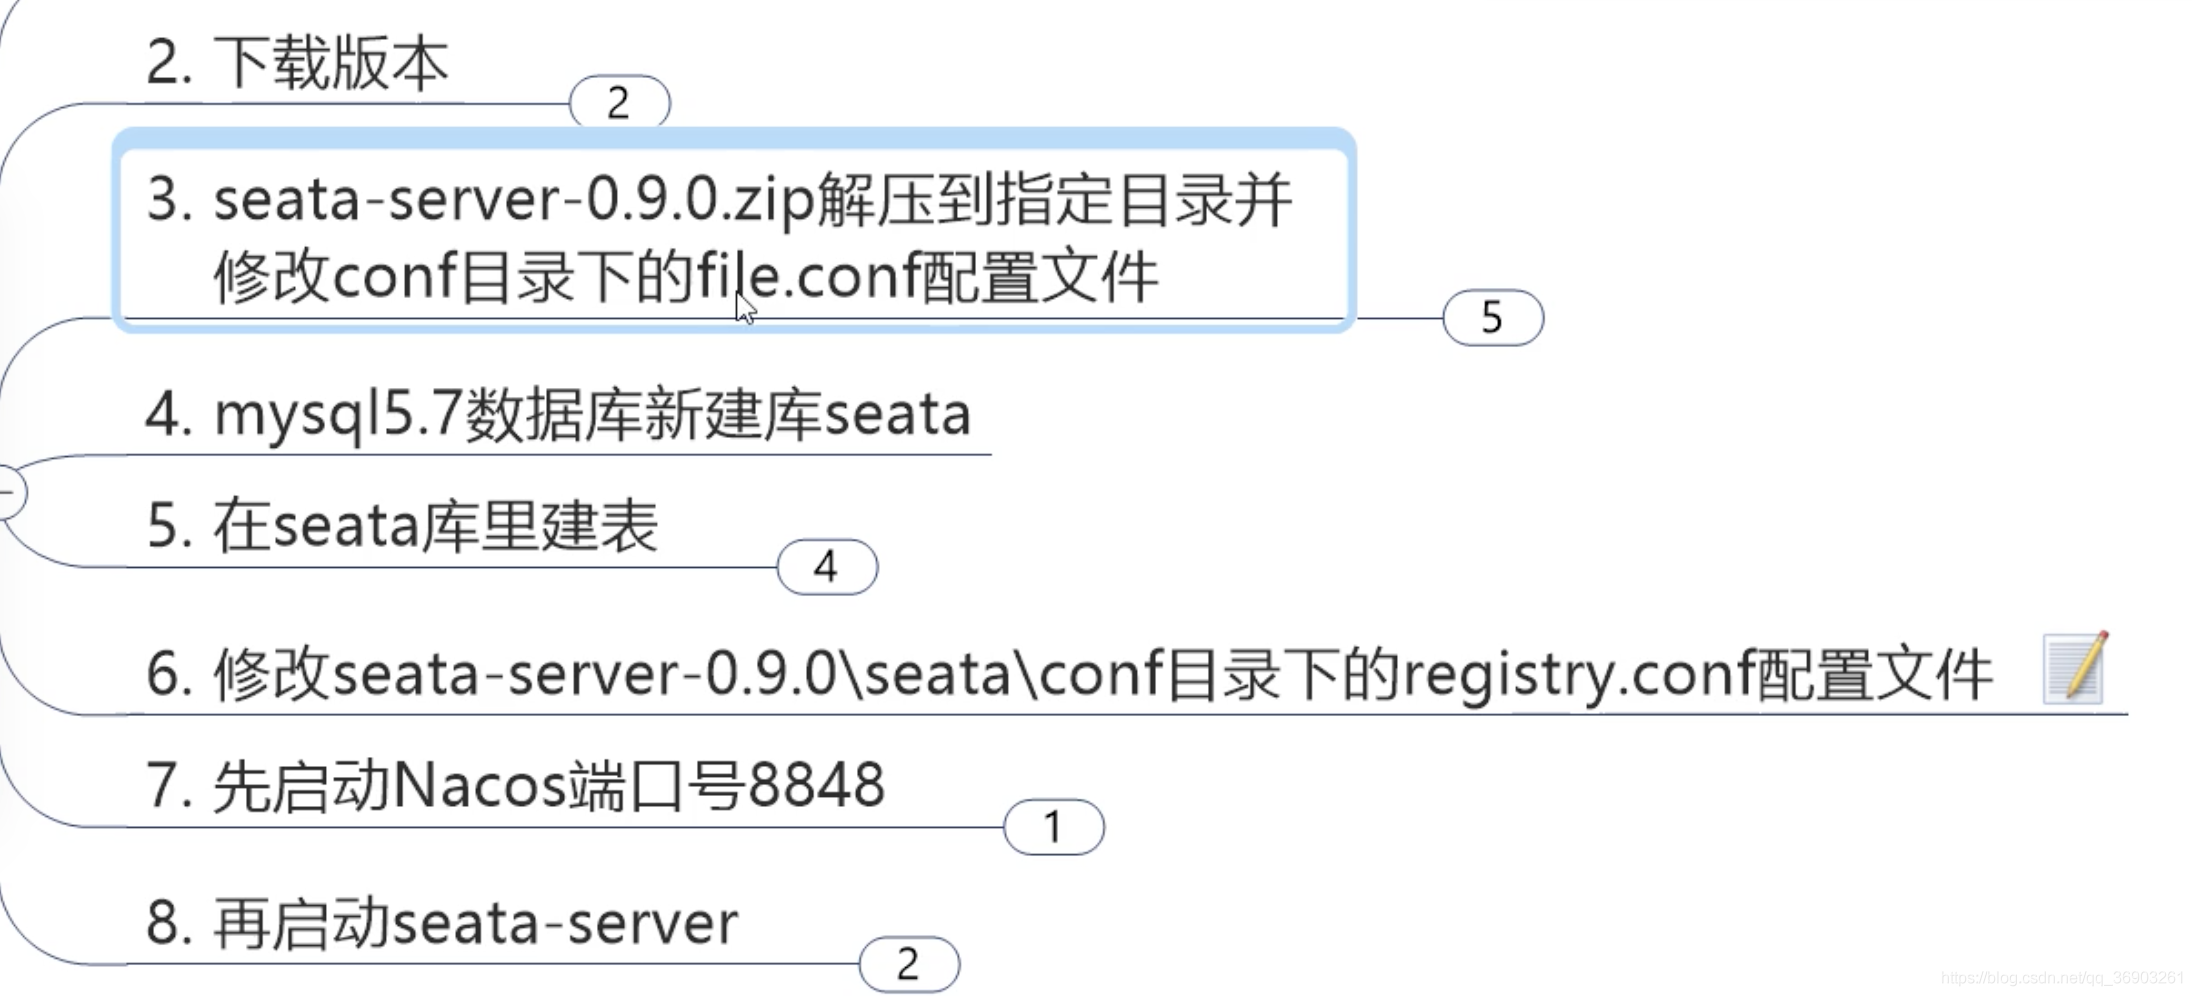 2. 下载版本
2
3. seata-server-0.9.0.zip解压到指定目录并
修改conf目录下的file.conf配置文件
5
4. mysql5.7数据库新建库seata
5. 在seata库里建表
4
6. 修改seata-server-0.9.0\seata\conf目录下的registry.conf配置文件
7. 先启动Nacos端口号8848
1
8. 再启动seata-server
2
https://blog.csdn.net/qq_36903261